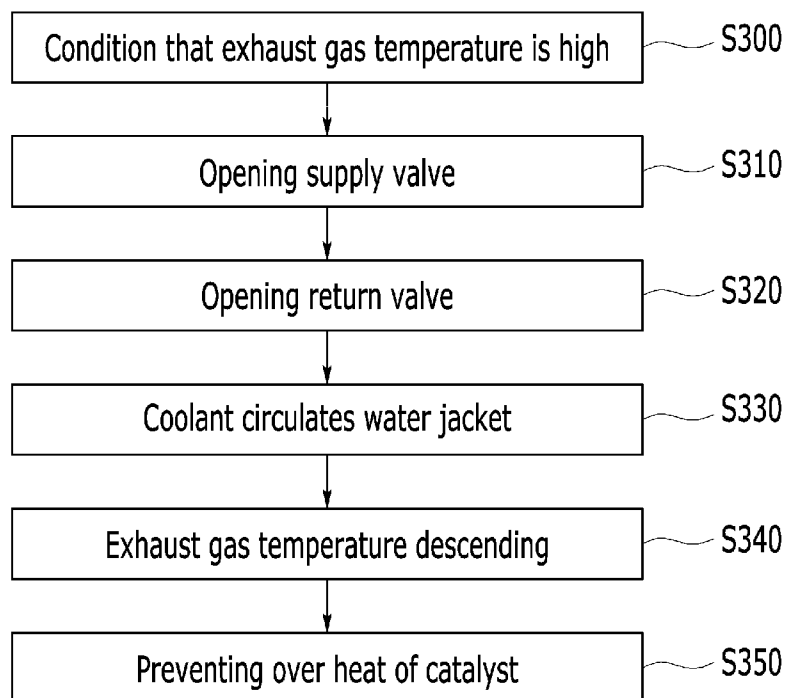 Condition that exhaust gas temperature is high S300
Opening supply valve S310
Opening return valve S320
Coolant circulates water jacket S330
Exhaust gas temperature descending S340
Preventing over heat of catalyst S350